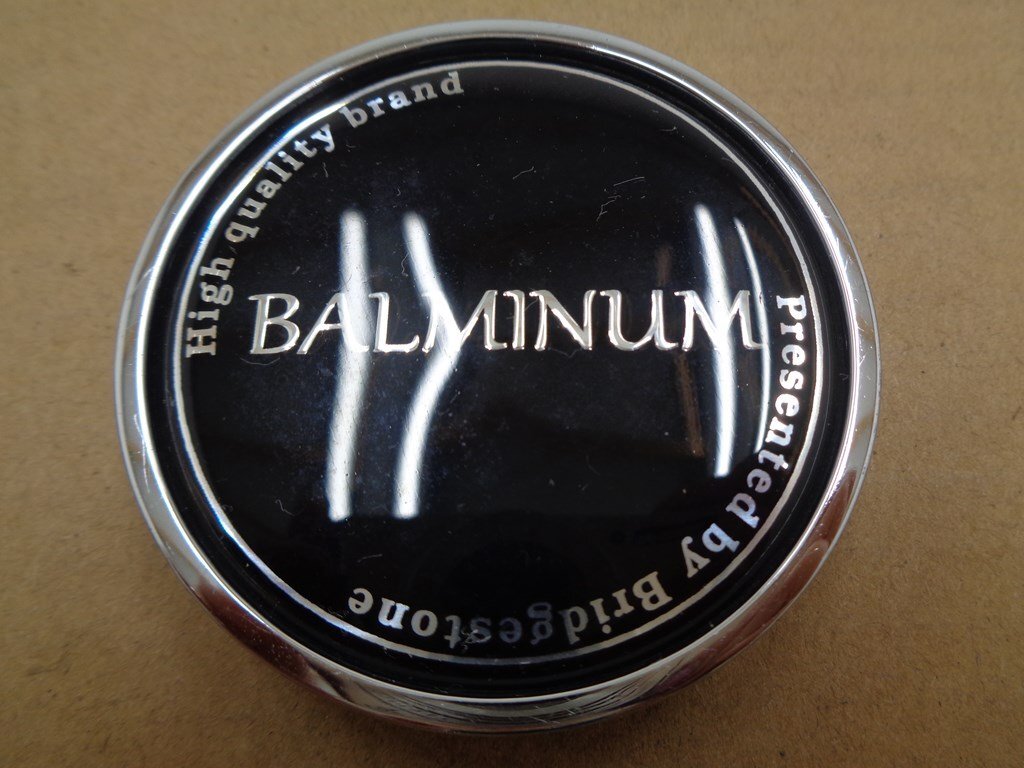 High quality brand
BALMINUM
Presented by Bridgestone